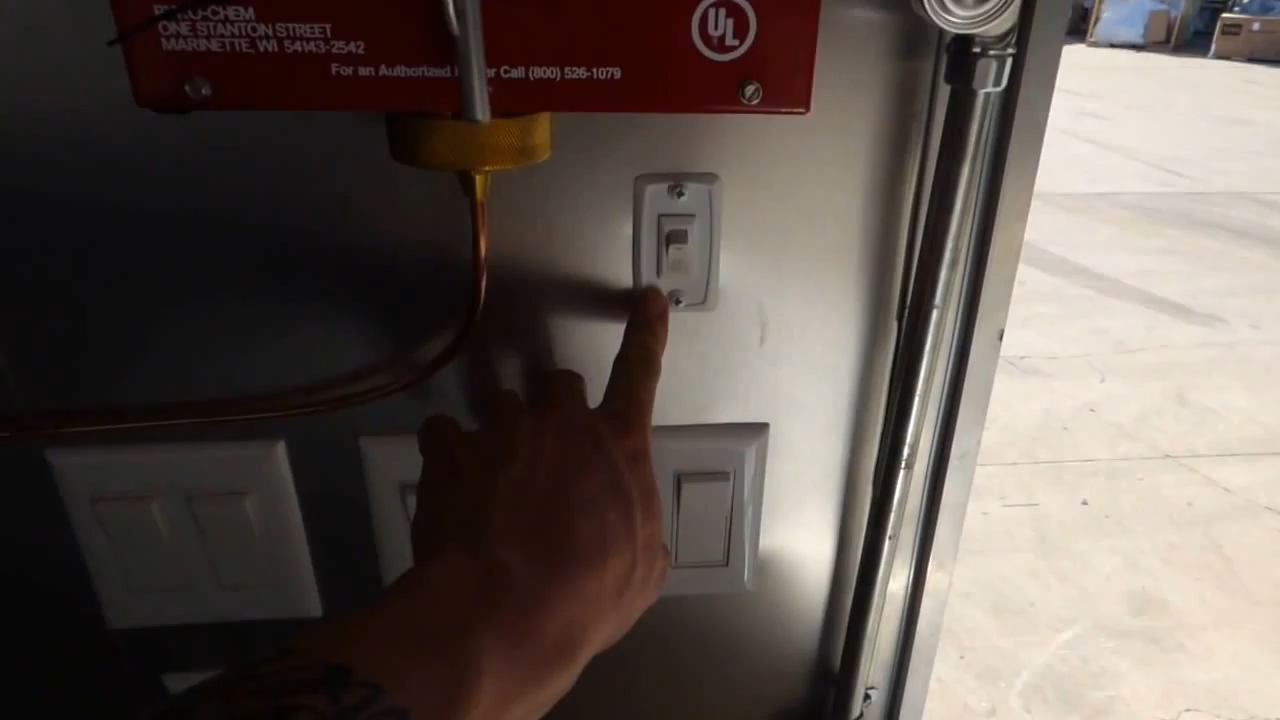 ONE STANTON STREET
MARINETTE, WI 54143-2542
For an Authorized Call (800) 526-1079
UL